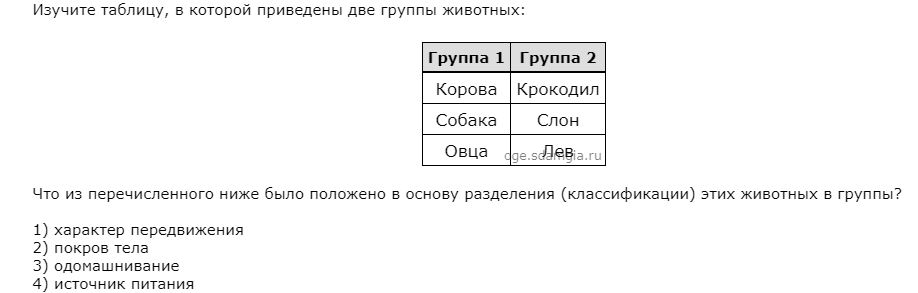 Изучите таблицу, в которой приведены две группы животных:
Группа 1 Группа 2
Корова Крокодил
Собака Слон
Овца Лев
oge.sdamgia.ru
Что из перечисленного ниже было положено в основу разделения (классификации) этих животных в группы?
1) характер передвижения
2) покров тела
3) одомашнивание
4) источник питания